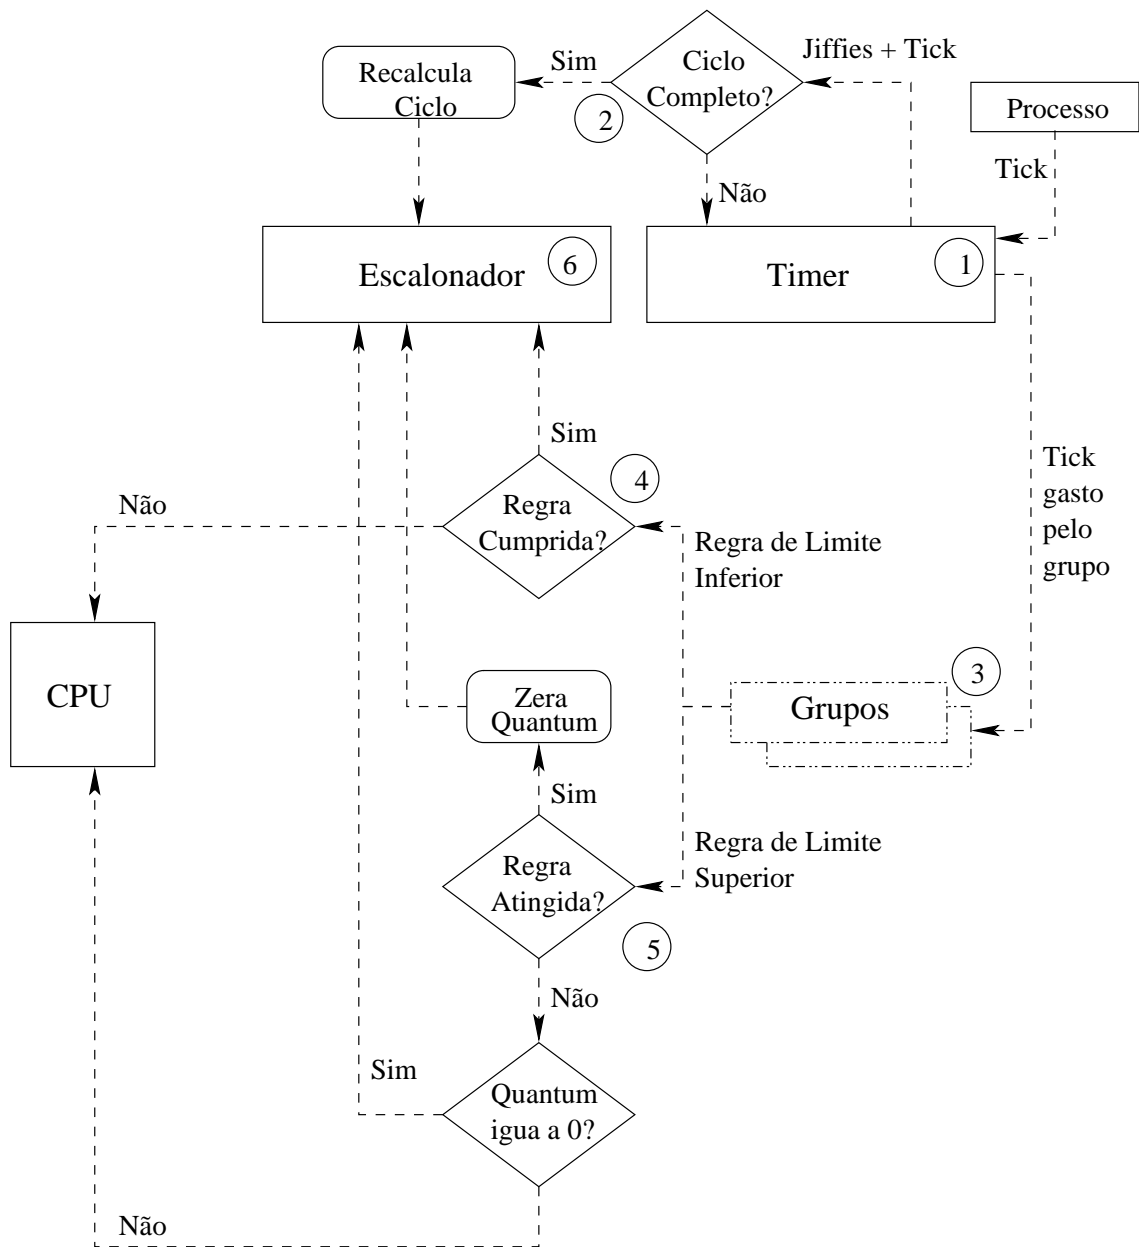 Jiffies + Tick
Sim
Ciclo
Completo?
Recalcula
Ciclo
2
Processo
Tick
Não
Escalonador
6
Timer
1
Sim
4
Tick
gasto
pelo
grupo
Não
Regra
Cumprida?
Regra de Limite
Inferior
CPU
3
Zera
Quantum
Grupos
Sim
Regra de Limite
Superior
Regra
Atingida?
5
Não
Sim
Quantum
igua a 0?
Não